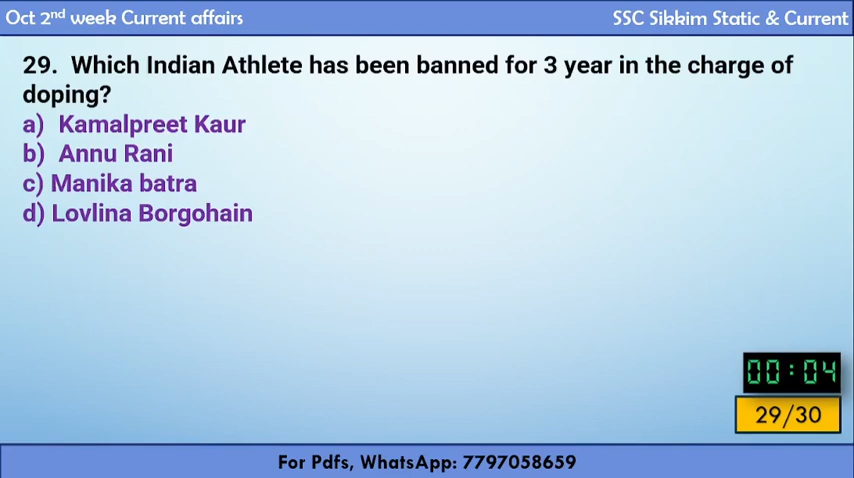 Oct 2nd week Current affairs
SSC Sikkim Static & Current
29. Which Indian Athlete has been banned for 3 year in the charge of
doping?
a) Kamalpreet Kaur
b) Annu Rani
c) Manika batra
d) Lovlina Borgohain
00:04
29/30
For Pdfs, WhatsApp: 7797058659